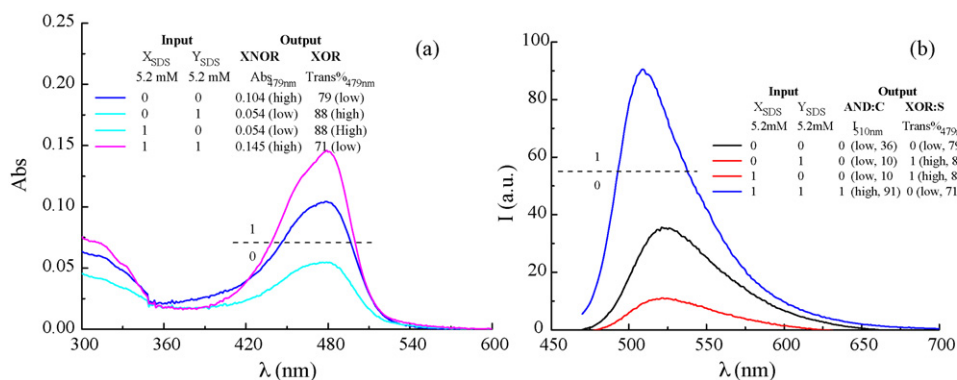 (a)
Input Output
X_SDS Y_SDS XNOR XOR
5.2 mM 5.2 mM Abs_479nm Trans%_479nm
0 0 0.104 (high) 79 (low)
0 1 0.054 (low) 88 (high)
1 0 0.054 (low) 88 (High)
1 1 0.145 (high) 71 (low)
0.25
0.20
0.15
0.10
0.05
0.00
Abs
1
0
300 360 420 480 540 600
λ (nm)
(b)
Input Output
X_SDS Y_SDS AND:C XOR:S
5.2mM 5.2mM I_510nm Trans%_479
0 0 0 (low, 36) 0 (low, 79
0 1 0 (low, 10) 1 (high, 8
1 0 0 (low, 10 1 (high, 8
1 1 1 (high, 91) 0 (low, 71
100
80
60
40
20
0
I (a.u.)
1
0
450 500 550 600 650 700
λ (nm)